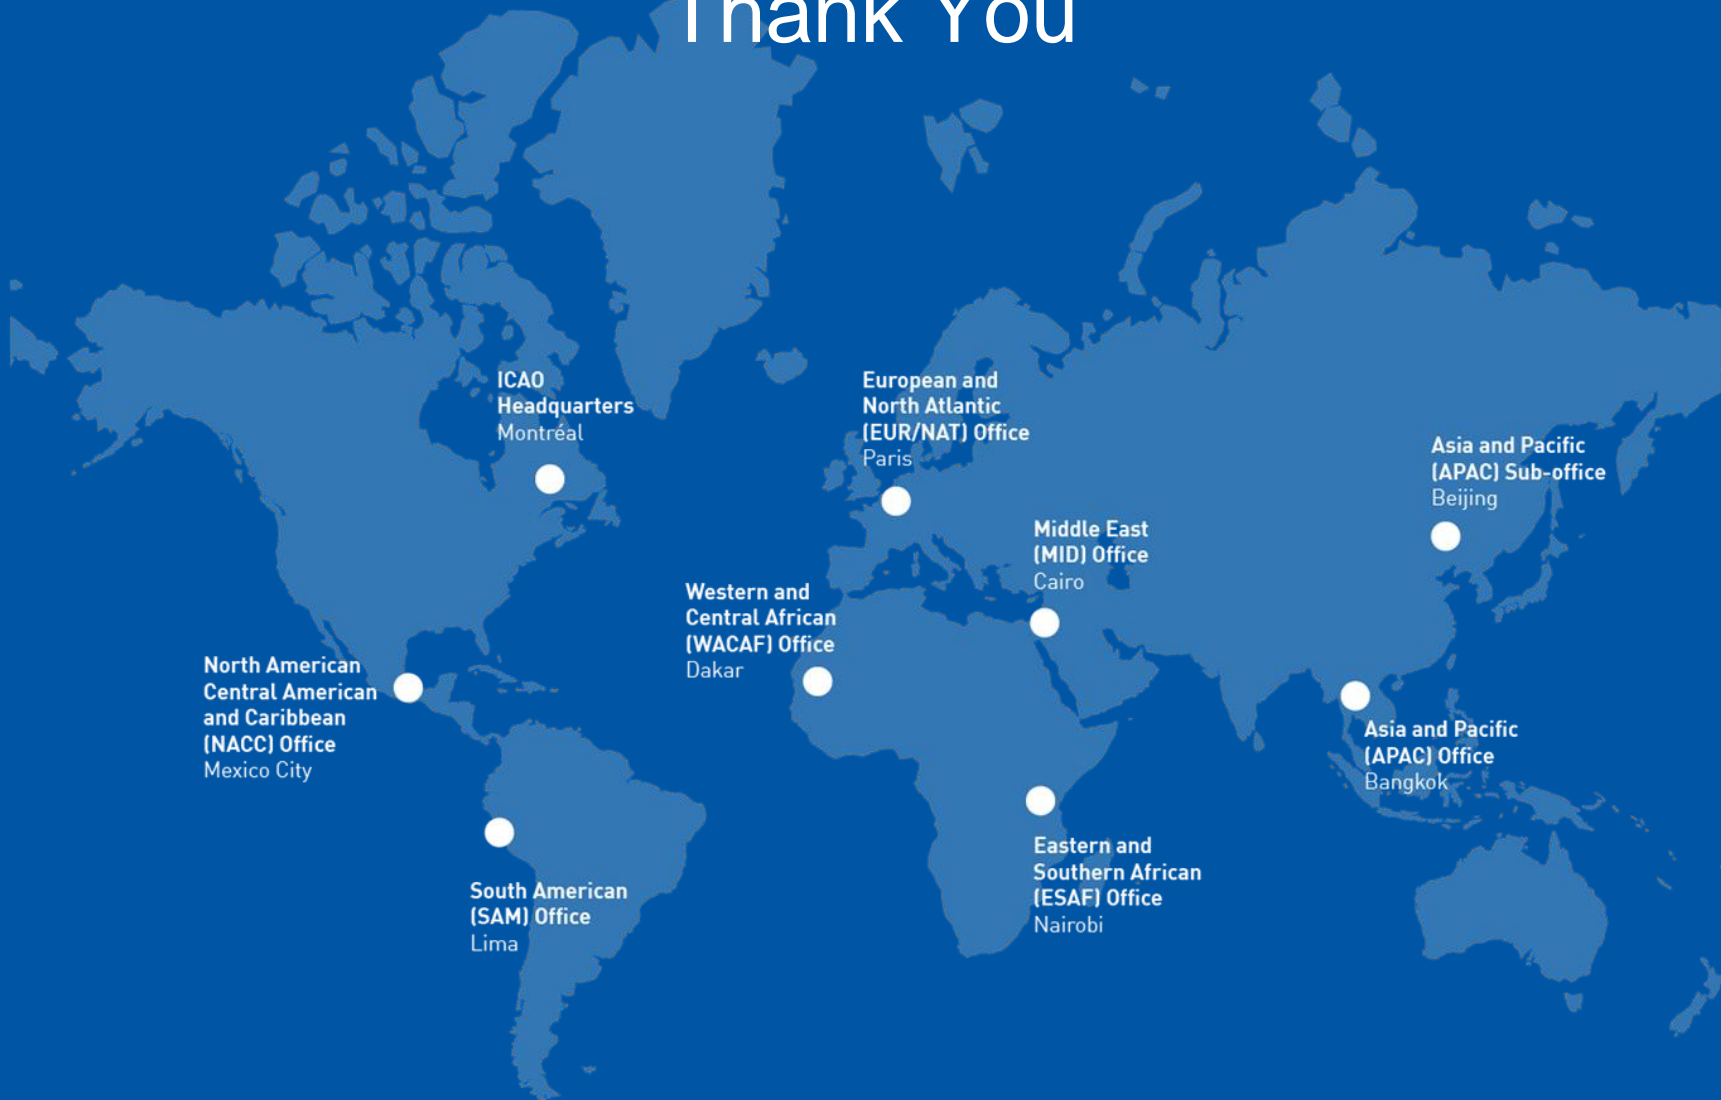 Thank You
ICAO
Headquarters
Montréal
European and
North Atlantic
(EUR/NAT) Office
Paris
Asia and Pacific
(APAC) Sub-office
Beijing
Middle East
(MID) Office
Cairo
Western and
Central African
(WACAF) Office
Dakar
North American
Central American
and Caribbean
(NACC) Office
Mexico City
Asia and Pacific
(APAC) Office
Bangkok
South American
(SAM) Office
Lima
Eastern and
Southern African
(ESAF) Office
Nairobi